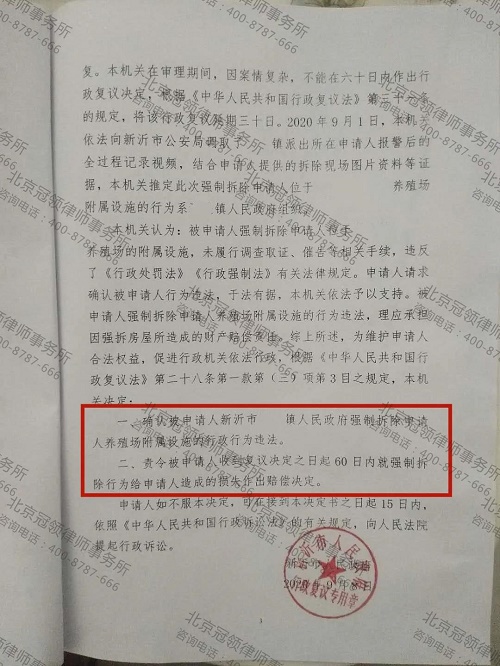 复。本机关在审理期间，因案情复杂，不能在六十日内作出行
政复议决定，根据《中华人民共和国行政复议法》第三十一条
的规定，将该行政复议延期三十日。2020年9月1日，本机关
依法向新沂市公安局调取了 镇派出所在申请人报警后的
全过程记录视频，结合申请人提供的拆除现场图片资料等证
据，本机关推定此次强制拆除申请人位于 养殖场
附属设施的行为系 镇人民政府组织。
本机关认为：被申请人强制拆除申请人位于
养殖场的附属设施，未履行调查取证、催告等相关手续，违反
了《行政处罚法》《行政强制法》有关法律规定。申请人请求
确认被申请人行为违法，于法有据，本机关依法予以支持。被
申请人强制拆除申请人养殖场附属设施的行为违法，理应承担
因强拆房屋所造成的财产赔偿责任。综上所述，为维护申请人
合法权益，促进行政机关依法行政，根据《中华人民共和国行
政复议法》第二十八条第一款第（三）项第3目之规定，本机
关决定：
一、确认被申请人新沂市 镇人民政府强制拆除申请
人养殖场附属设施的行政行为违法。
二、责令被申请人收到复议决定之日起60日内就强制拆
除行为给申请人造成的损失作出赔偿决定。
申请人如不服本决定，可在接到本决定书之日起15日内，
依照《中华人民共和国行政诉讼法》的有关规定，向人民法院
提起行政诉讼。
新沂市人民政府
2020年9月 日
行政复议专用章
北京冠领律师事务所
咨询电话：400-8787-666